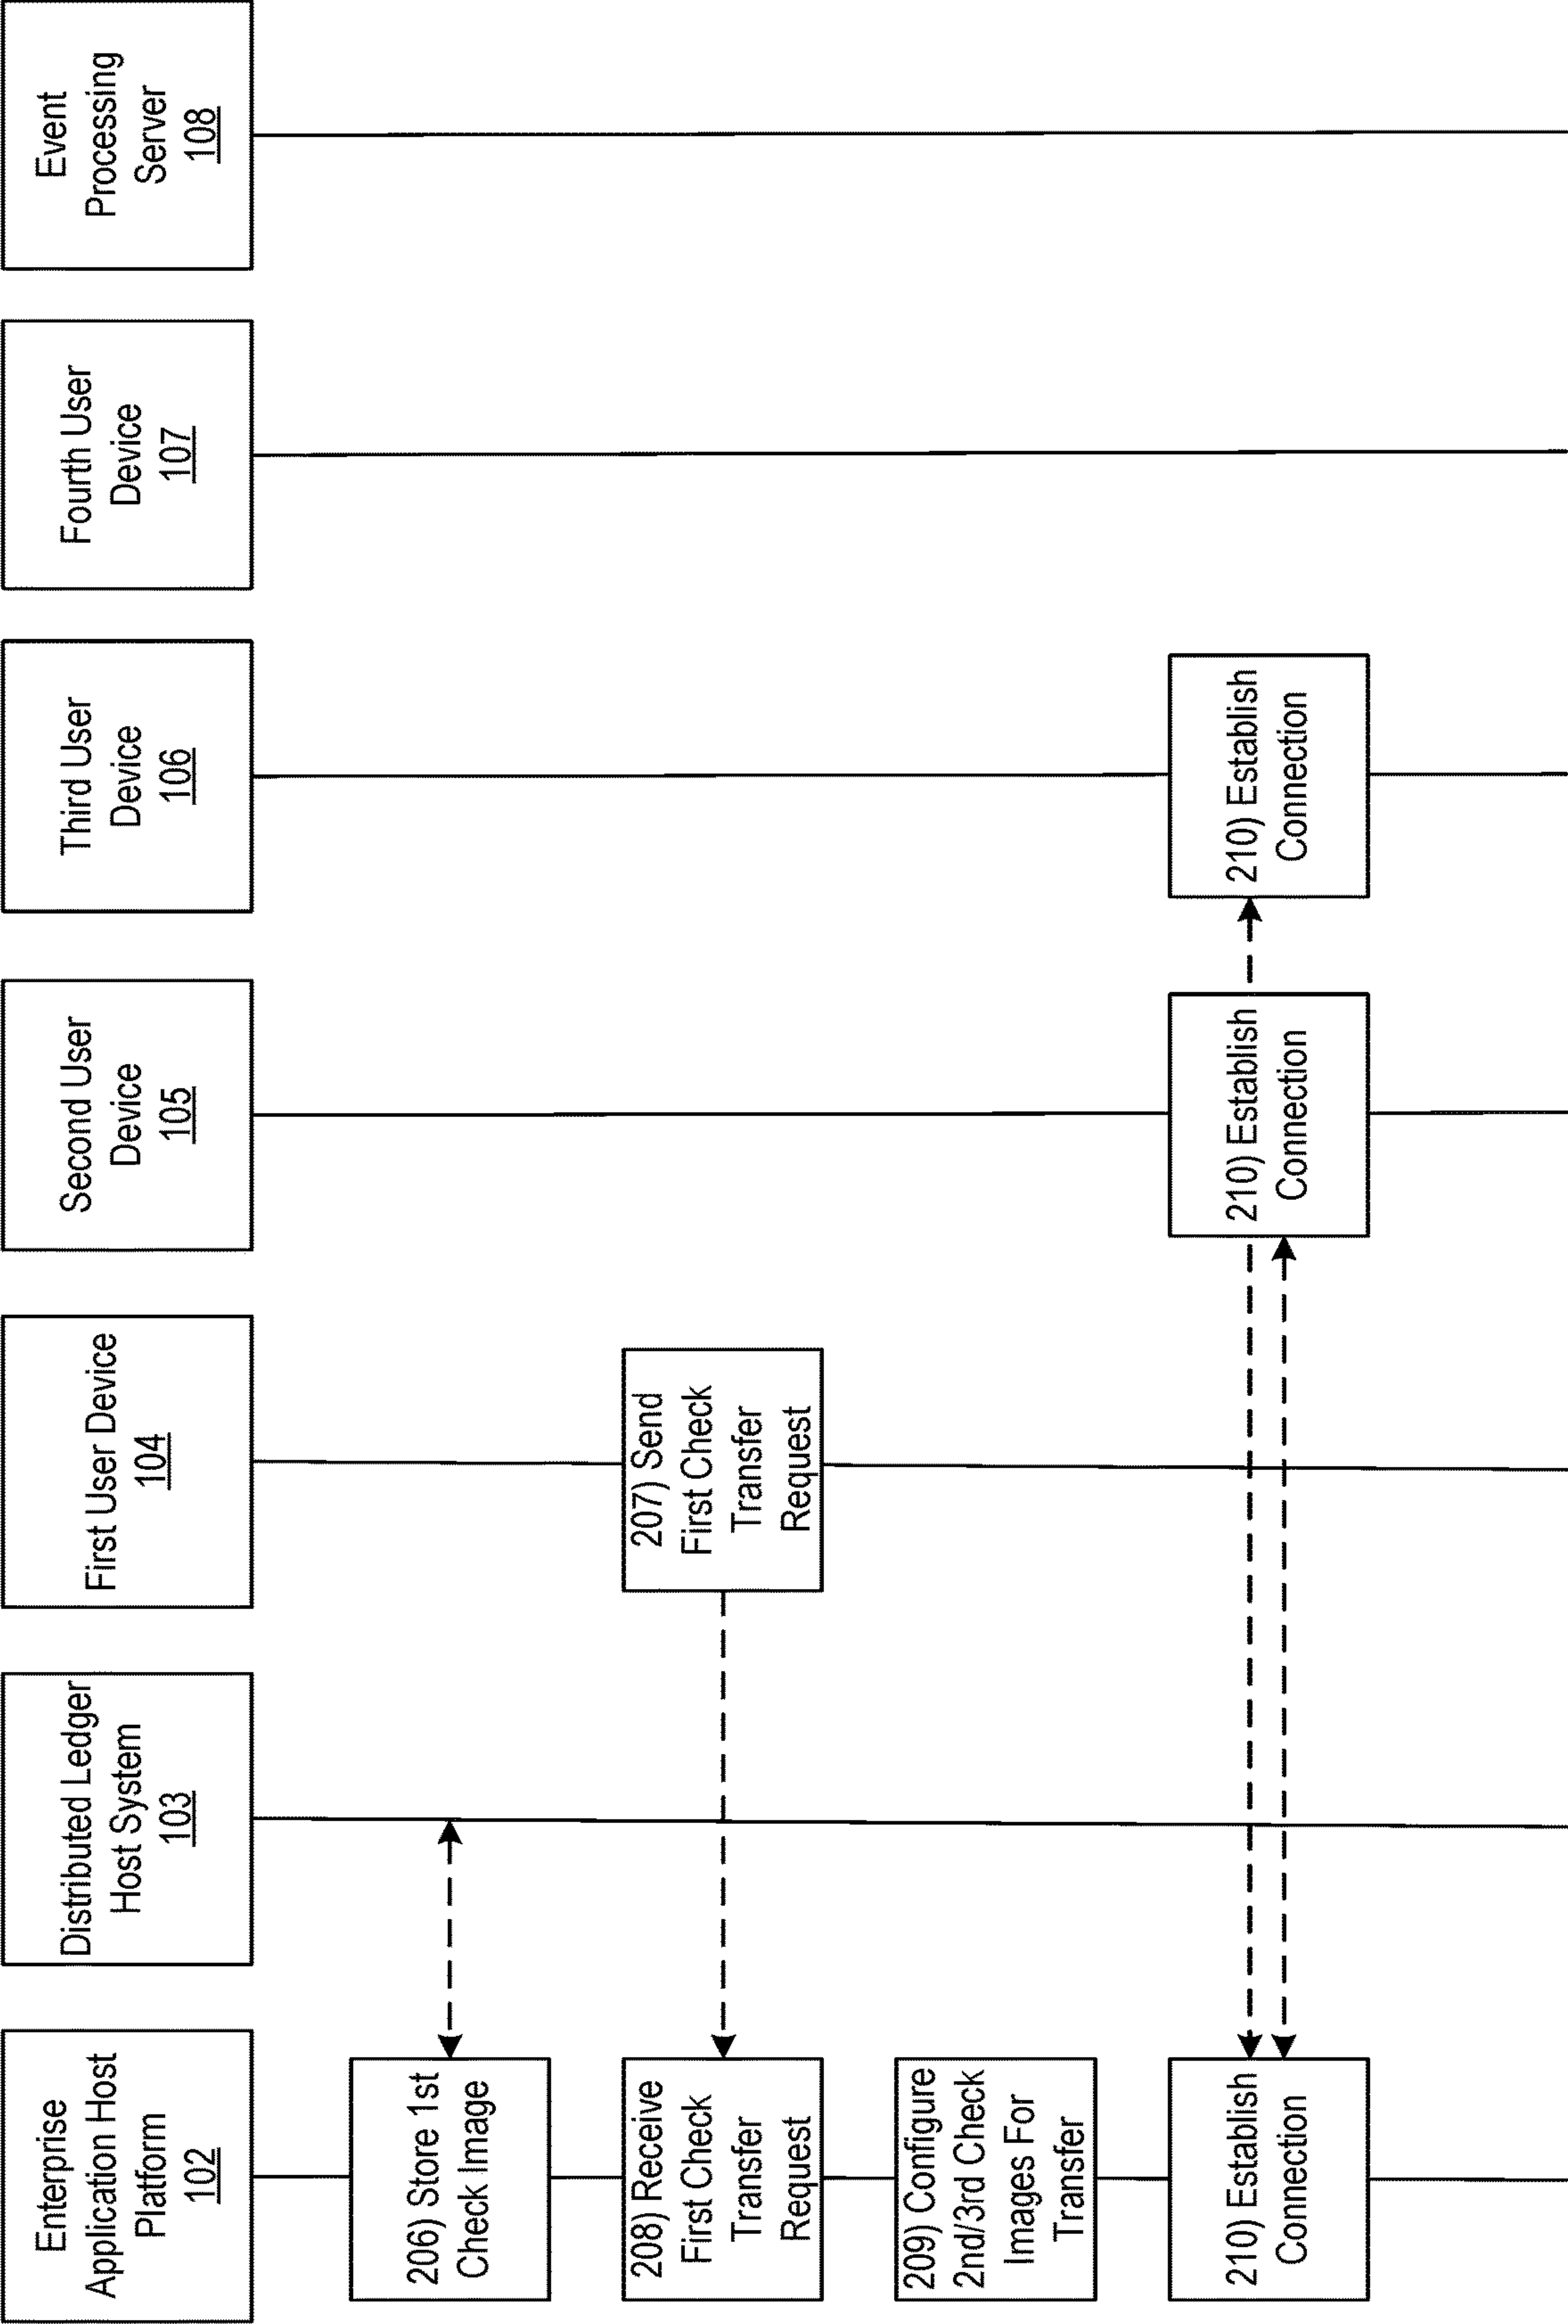 Enterprise
Application Host
Platform
102
Distributed Ledger
Host System
103
First User Device
104
Second User
Device
105
Third User
Device
106
Fourth User
Device
107
Event
Processing
Server
108
206) Store 1st
Check Image
207) Send
First Check
Transfer
Request
208) Receive
First Check
Transfer
Request
209) Configure
2nd/3rd Check
Images For
Transfer
210) Establish
Connection
210) Establish
Connection
210) Establish
Connection